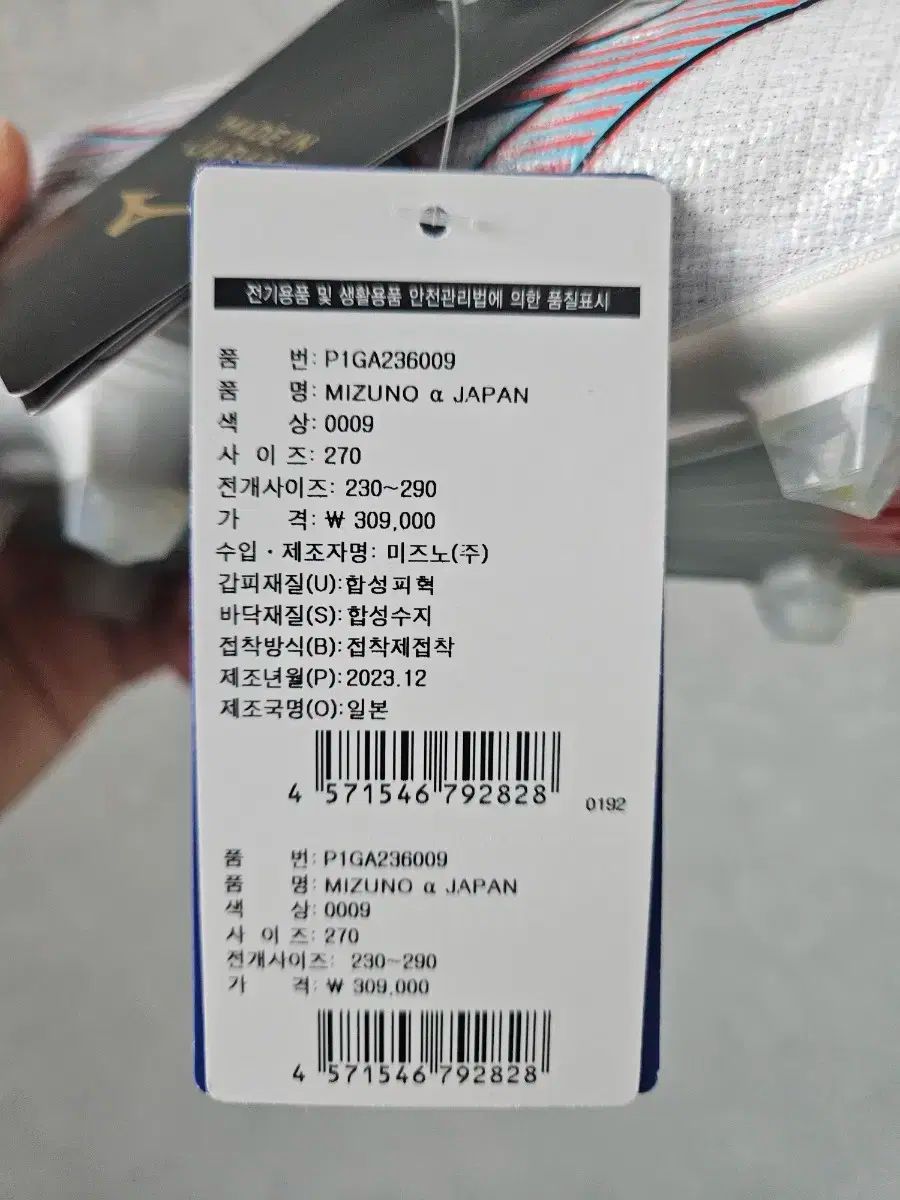 MADE IN
JAPAN
전기용품 및 생활용품 안전관리법에 의한 품질표시
품 번: P1GA236009
품 명: MIZUNO α JAPAN
색 상: 0009
사 이 즈: 270
전개사이즈: 230~290
가 격: ₩ 309,000
수입 · 제조자명: 미즈노(주)
갑피재질(U):합성피혁
바닥재질(S):합성수지
접착방식(B):접착제접착
제조년월(P):2023.12
제조국명(O):일본
4 571546 792828
0192
품 번: P1GA236009
품 명: MIZUNO α JAPAN
색 상: 0009
사 이 즈: 270
전개사이즈: 230~290
가 격: ₩ 309,000
4 571546 792828